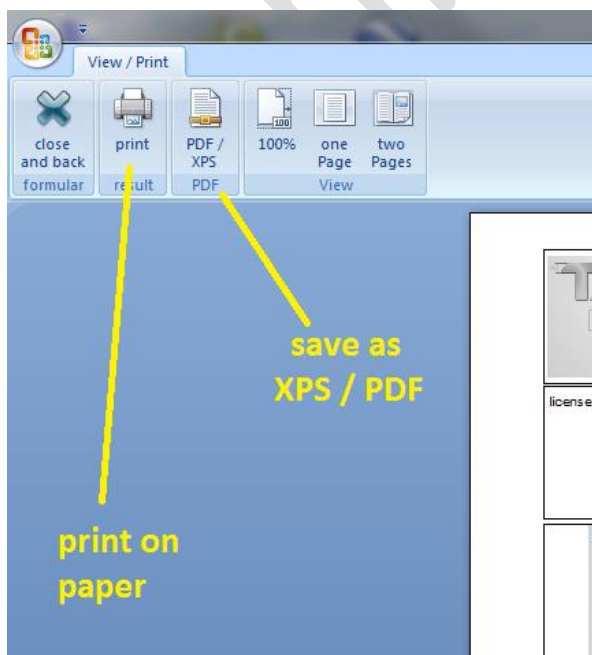 View / Print
close and back
print
PDF / XPS
100%
one Page
two Pages
formular
result
PDF
View
save as
XPS / PDF
license
print on
paper